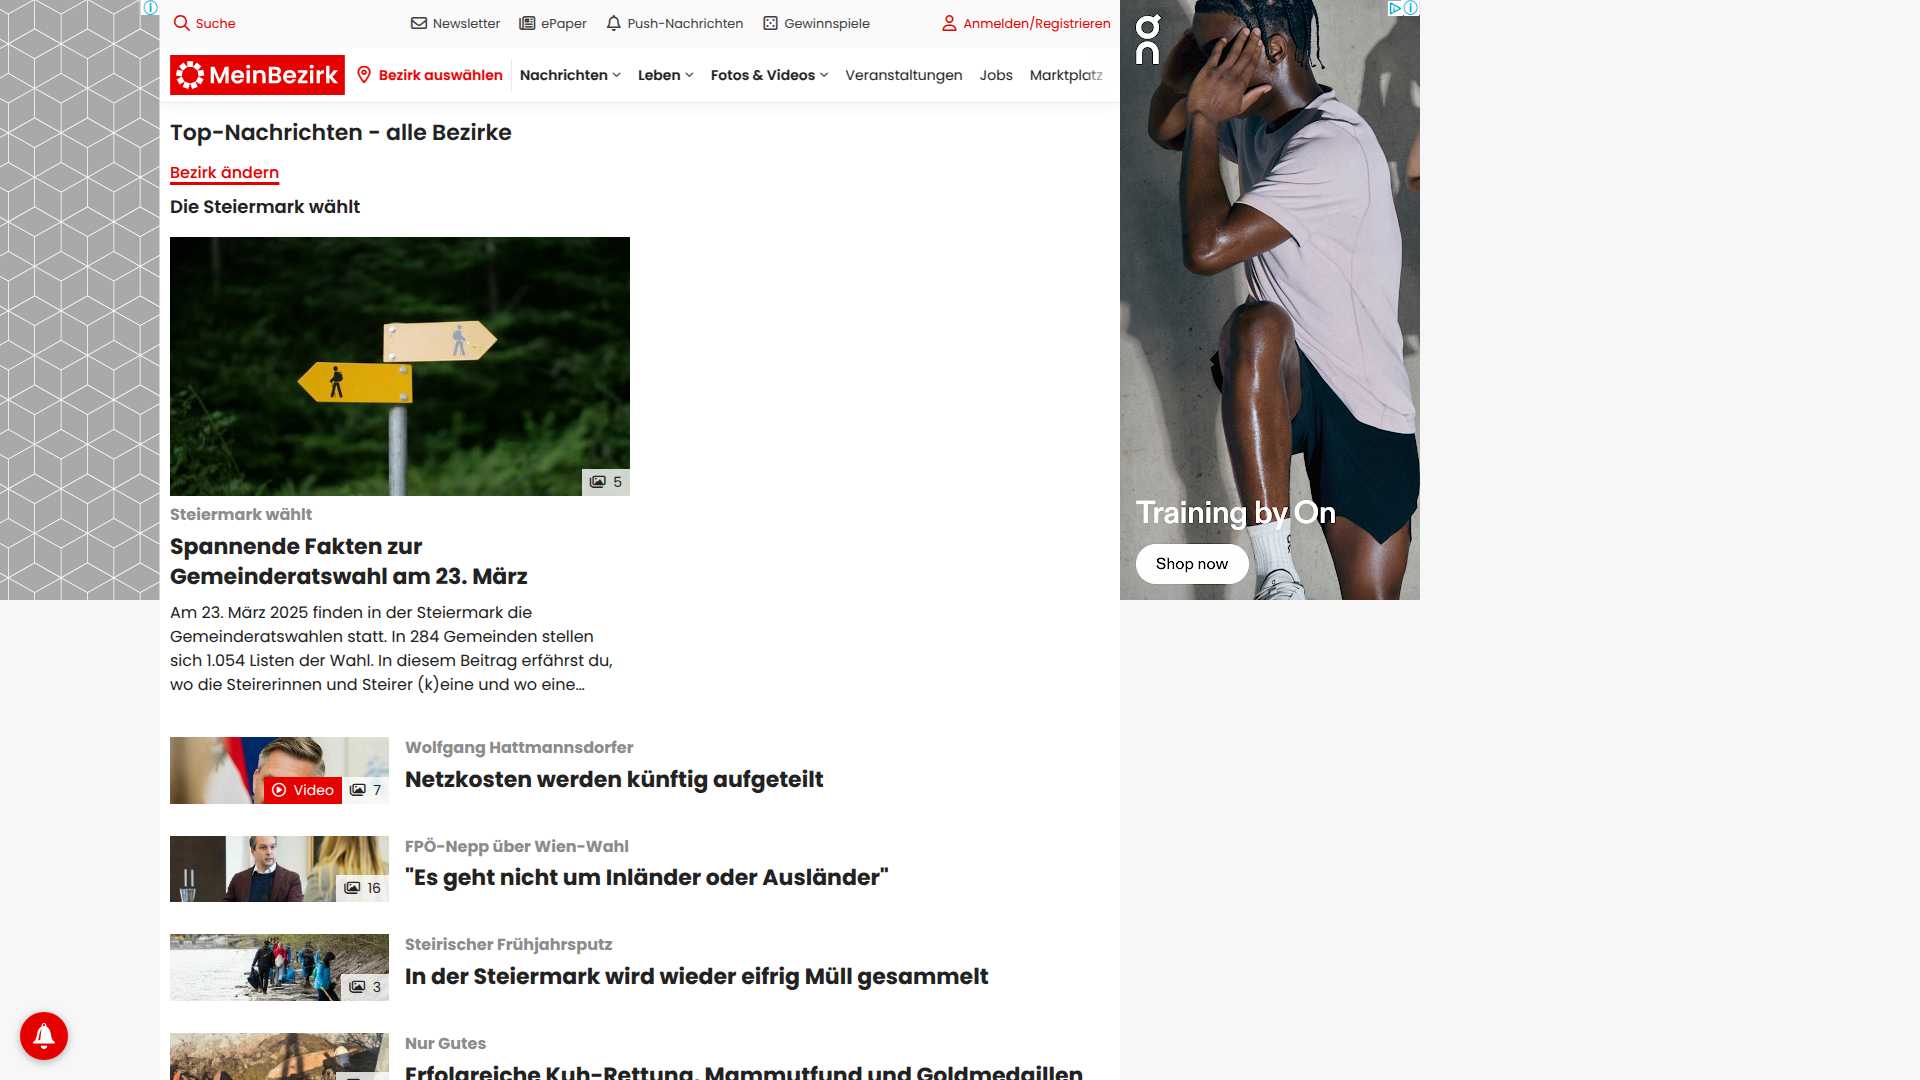 Suche
Newsletter
ePaper
Push-Nachrichten
Gewinnspiele
Anmelden/Registrieren
MeinBezirk
Bezirk auswählen
Nachrichten
Leben
Fotos & Videos
Veranstaltungen
Jobs
Marktplatz
Top-Nachrichten - alle Bezirke
Bezirk ändern
Die Steiermark wählt
5
Steiermark wählt
Spannende Fakten zur
Gemeinderatswahl am 23. März
Am 23. März 2025 finden in der Steiermark die
Gemeinderatswahlen statt. In 284 Gemeinden stellen
sich 1.054 Listen der Wahl. In diesem Beitrag erfährst du,
wo die Steirerinnen und Steirer (k)eine und wo eine...
Video
7
Wolfgang Hattmannsdorfer
Netzkosten werden künftig aufgeteilt
16
FPÖ-Nepp über Wien-Wahl
"Es geht nicht um Inländer oder Ausländer"
3
Steirischer Frühjahrsputz
In der Steiermark wird wieder eifrig Müll gesammelt
Nur Gutes
Erfolgreiche Kuh-Rettung, Mammutfund und Goldmedaillen
On
Training by On
Shop now